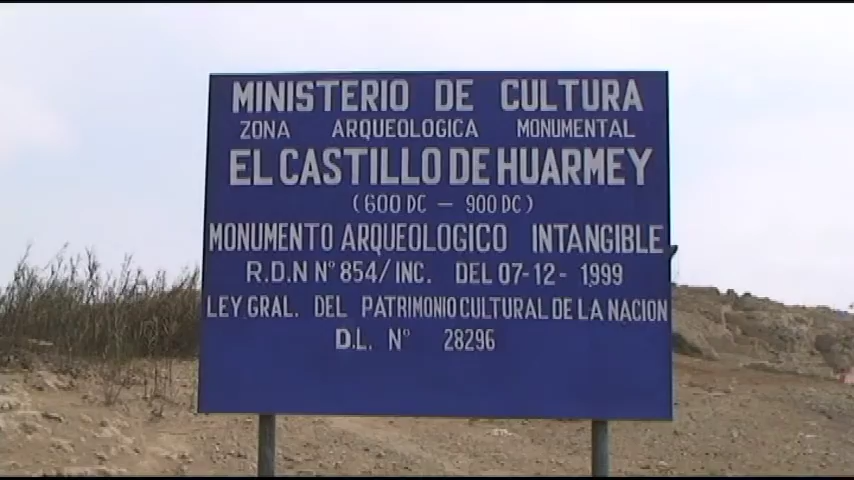 MINISTERIO DE CULTURA
ZONA ARQUEOLOGICA MONUMENTAL
EL CASTILLO DE HUARMEY
(600 DC — 900 DC)
MONUMENTO ARQUEOLOGICO INTANGIBLE
R.D.N N° 854/INC. DEL 07-12- 1999
LEY GRAL. DEL PATRIMONIO CULTURAL DE LA NACION
D.L. N° 28296